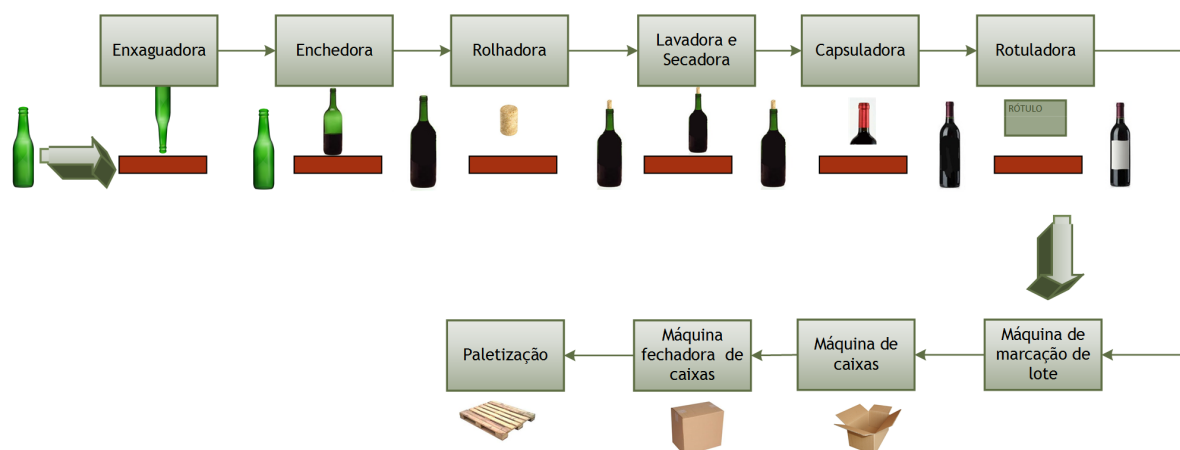 Enxaguadora
Enchedora
Rolhadora
Lavadora e
Secadora
Capsuladora
Rotuladora
RÓTULO
Máquina de
marcação de
lote
Máquina de
caixas
Máquina
fechadora de
caixas
Paletização